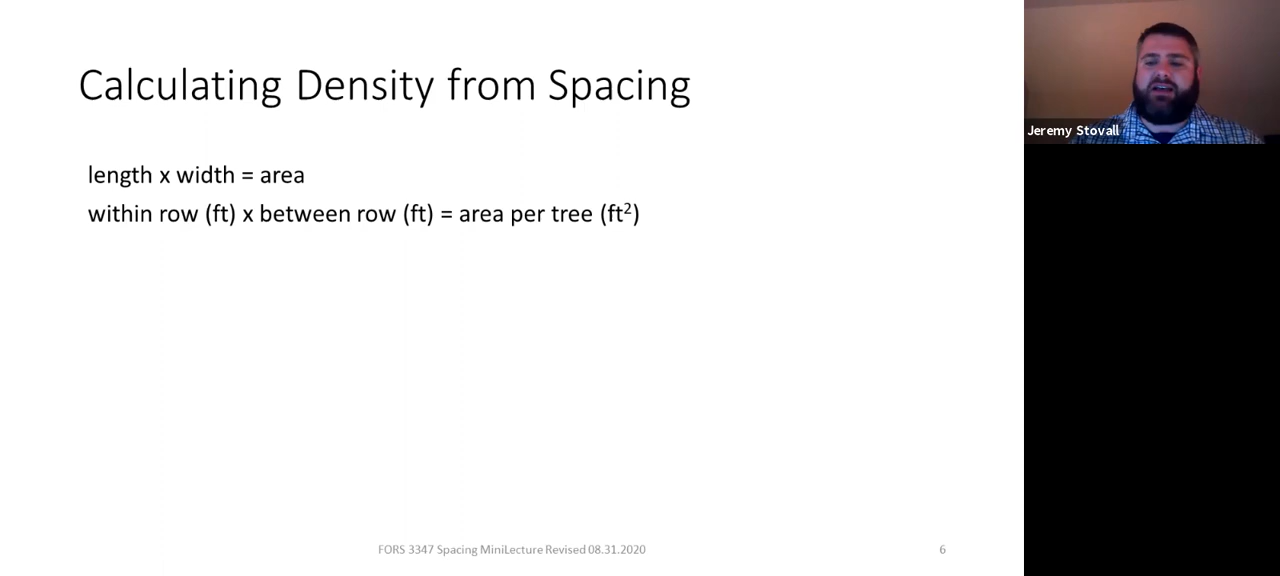 Calculating Density from Spacing
length x width = area
within row (ft) x between row (ft) = area per tree (ft²)
FORS 3347 Spacing MiniLecture Revised 08.31.2020
6
Jeremy Stovall